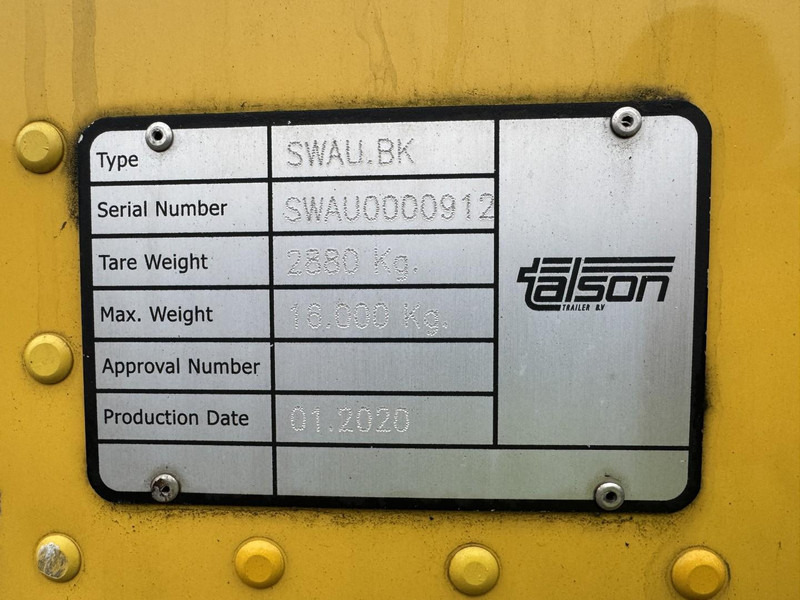 Type SWAU.BK
Serial Number SWAU0000912
Tare Weight 2880 Kg.
Max. Weight 18.000 Kg.
Approval Number
Production Date 01.2020
talson
TRAILER B.V